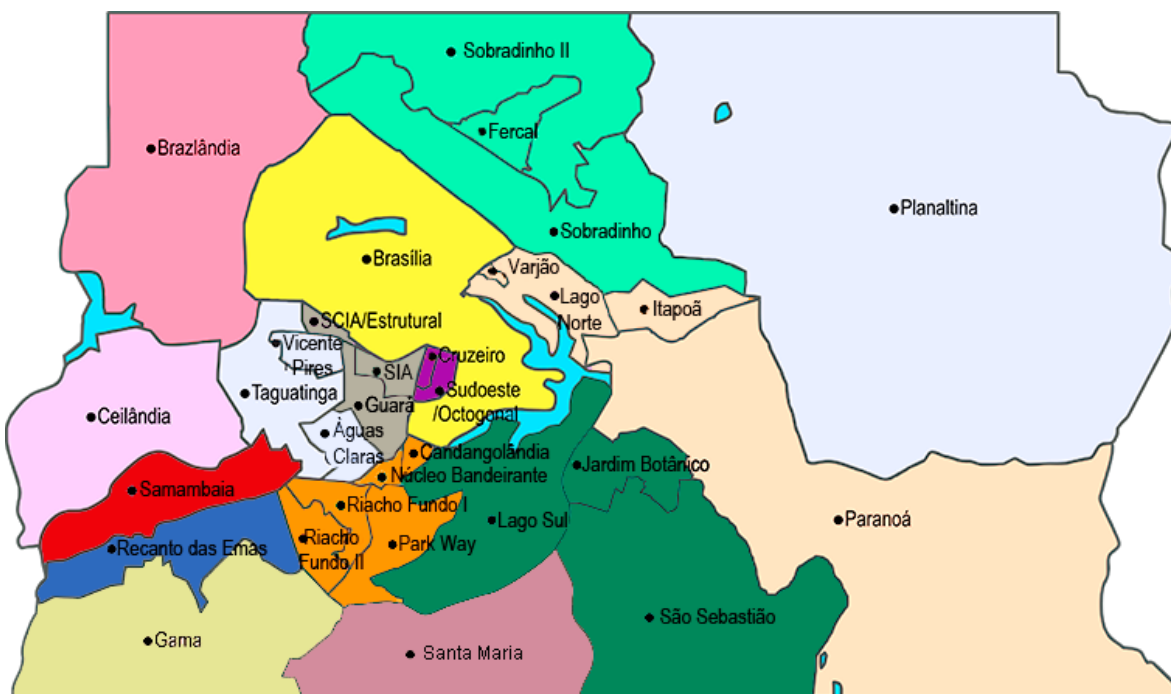 Sobradinho II
Fercal
Brazlândia
Planaltina
Sobradinho
Brasília
Varjão
Lago
Norte
Itapoã
SCIA/Estrutural
Vicente
Pires
Cruzeiro
SIA
Taguatinga
Sudoeste
/Octogonal
Guará
Ceilândia
Àguas
Claras
Candangolândia
Jardim Botânico
Núcleo Bandeirante
Samambaia
Riacho Fundo I
Lago Sul
Paranoá
Riacho
Fundo II
Park Way
Recanto das Emas
São Sebastião
Gama
Santa Maria